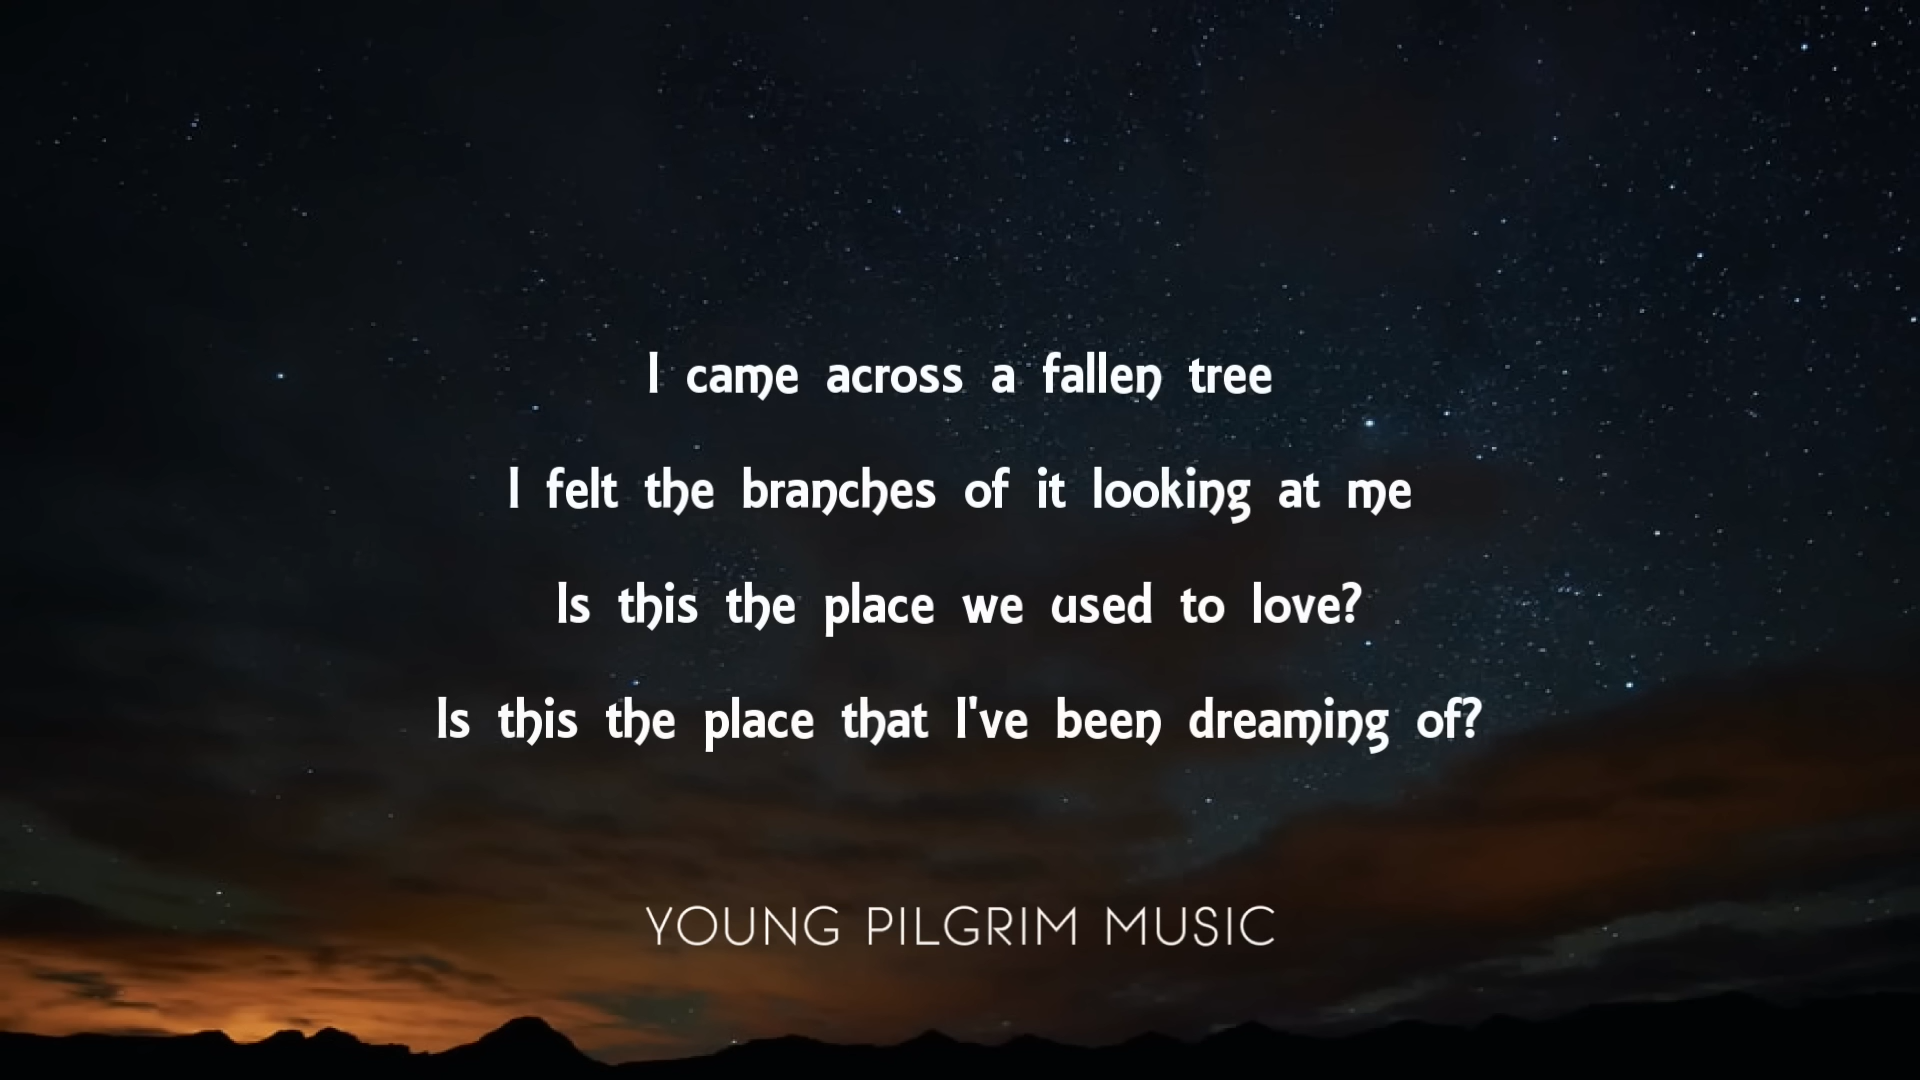 I came across a fallen tree
I felt the branches of it looking at me
Is this the place we used to love?
Is this the place that I've been dreaming of?
YOUNG PILGRIM MUSIC